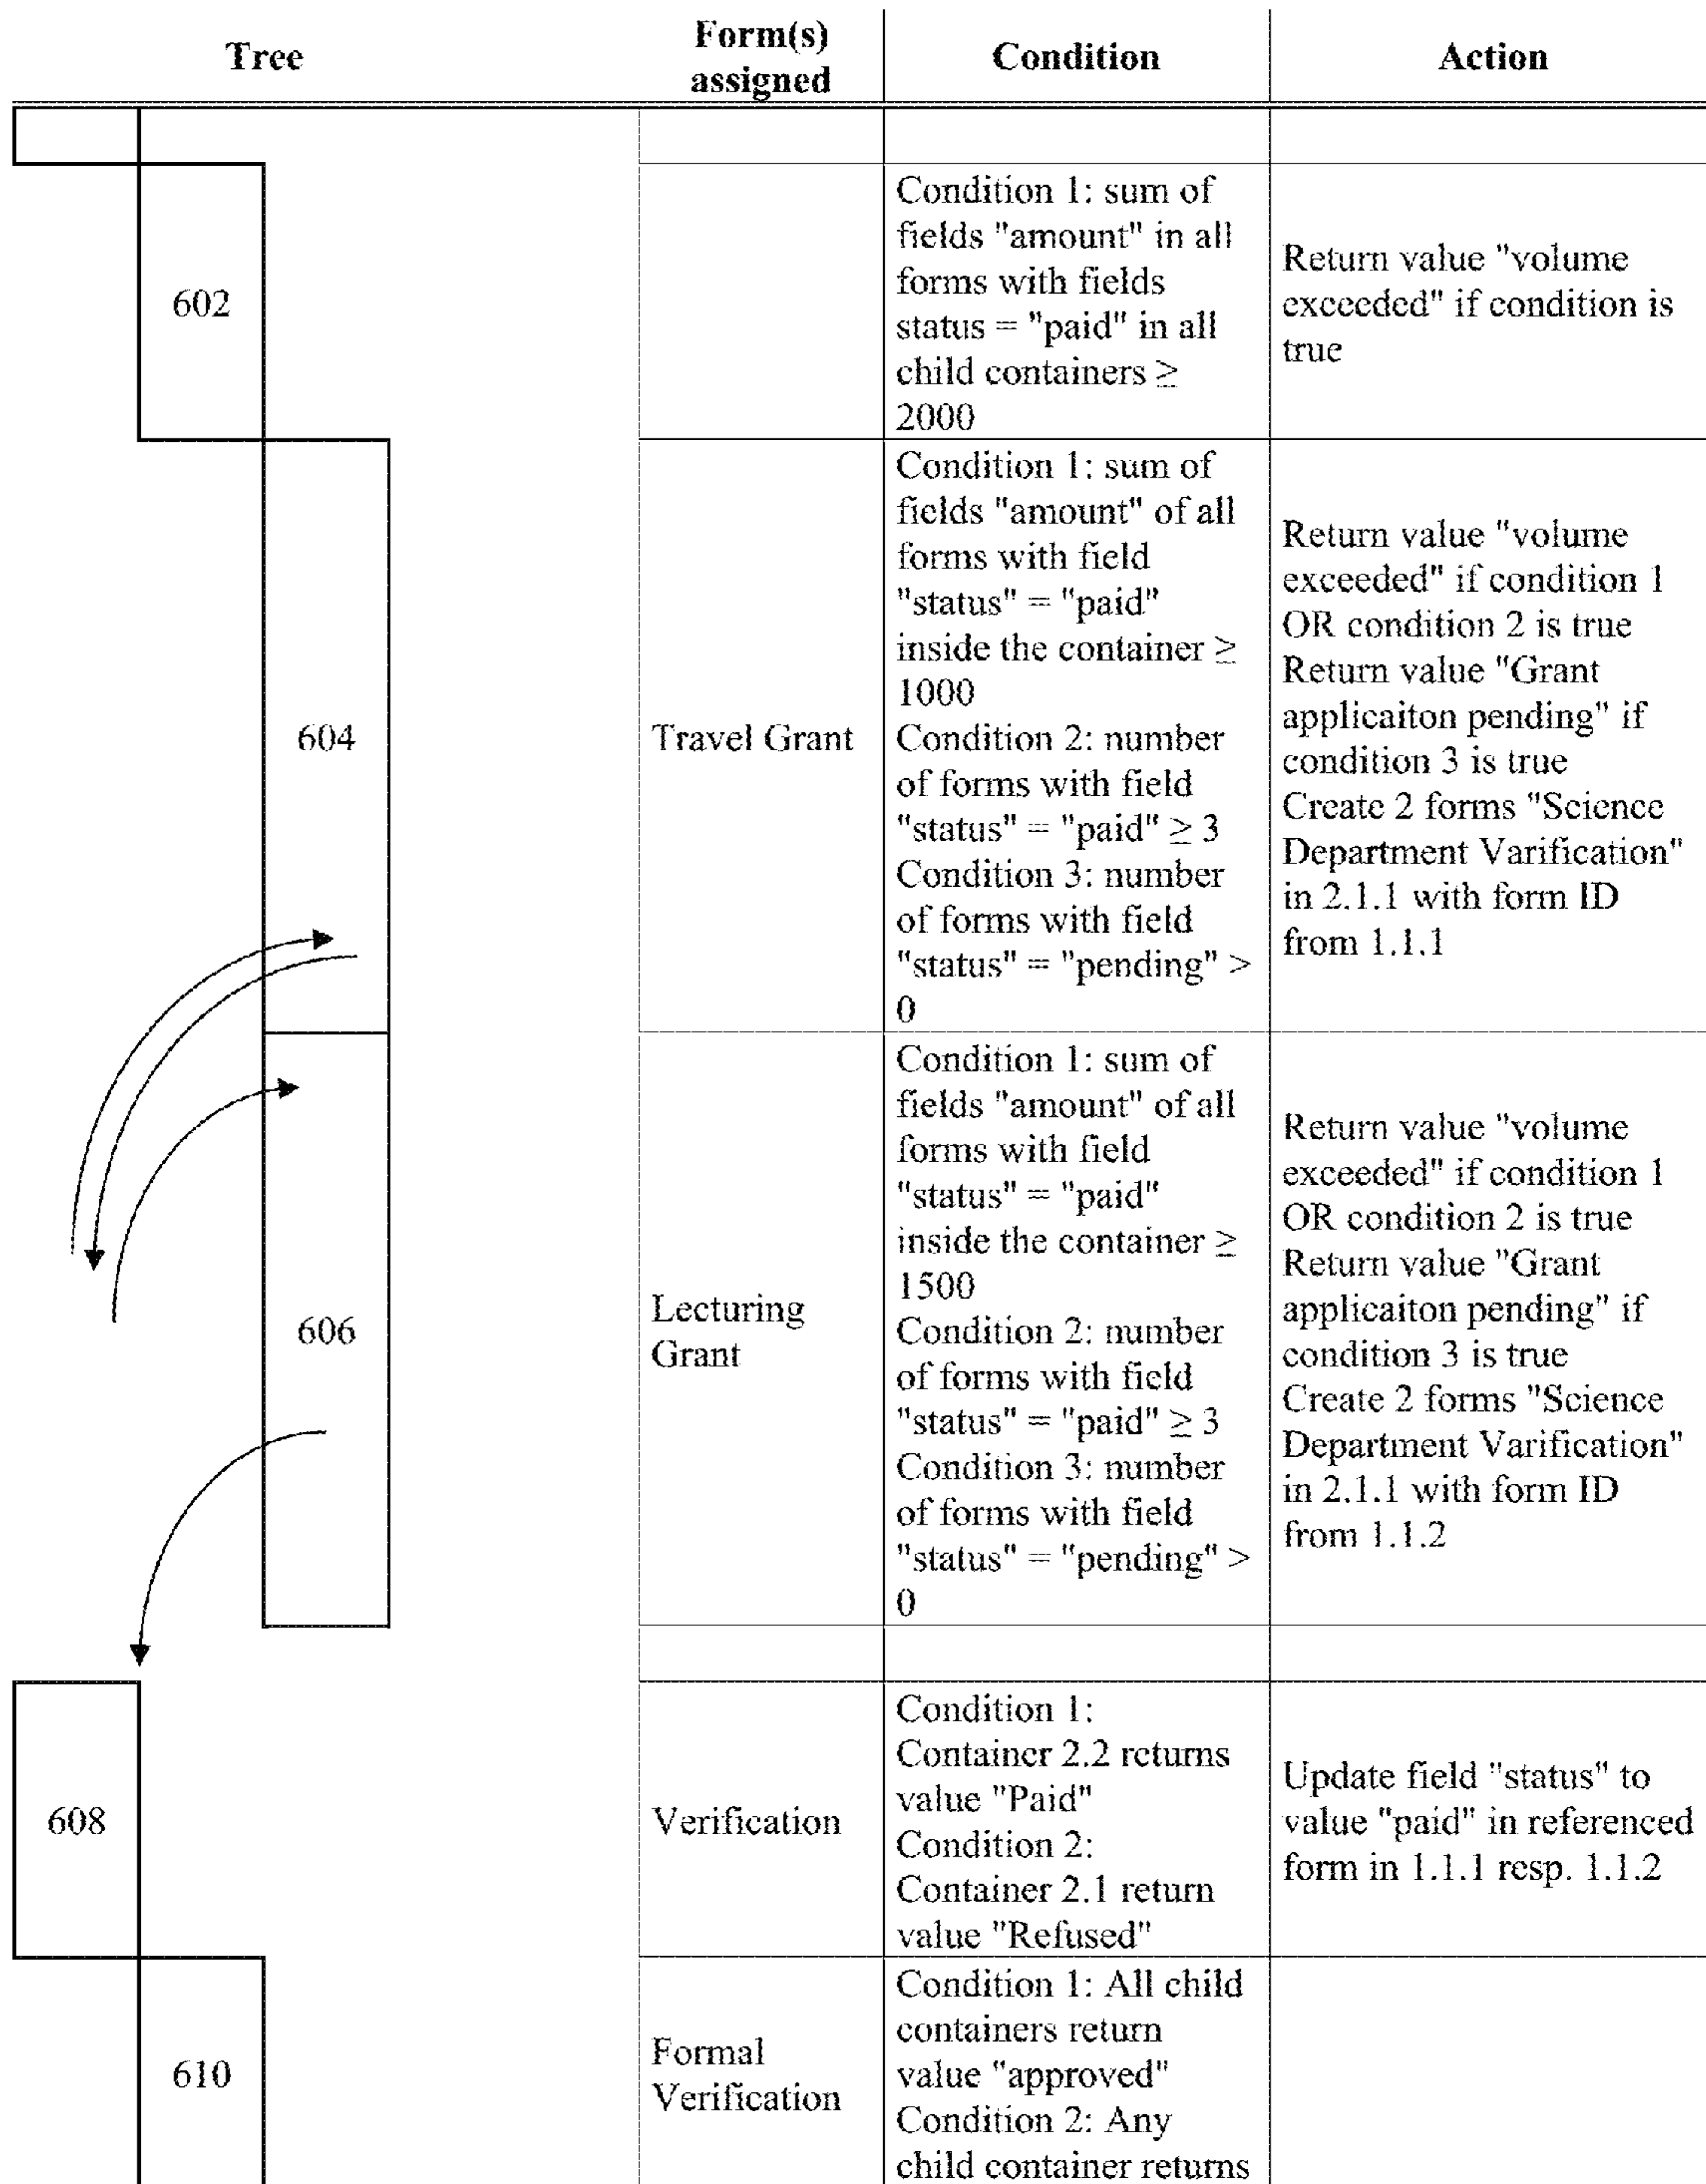 Tree
Form(s)
assigned
Condition
Action
602
Condition 1: sum of
fields "amount" in all
forms with fields
status = "paid" in all
child containers ≥
2000
Return value "volume
exceeded" if condition is
true
604
Travel Grant
Condition 1: sum of
fields "amount" of all
forms with field
"status" = "paid"
inside the container ≥
1000
Condition 2: number
of forms with field
"status" = "paid" ≥ 3
Condition 3: number
of forms with field
"status" = "pending" >
0
Return value "volume
exceeded" if condition 1
OR condition 2 is true
Return value "Grant
applicaiton pending" if
condition 3 is true
Create 2 forms "Science
Department Varification"
in 2.1.1 with form ID
from 1.1.1
606
Lecturing
Grant
Condition 1: sum of
fields "amount" of all
forms with field
"status" = "paid"
inside the container ≥
1500
Condition 2: number
of forms with field
"status" = "paid" ≥ 3
Condition 3: number
of forms with field
"status" = "pending" >
0
Return value "volume
exceeded" if condition 1
OR condition 2 is true
Return value "Grant
applicaiton pending" if
condition 3 is true
Create 2 forms "Science
Department Varification"
in 2.1.1 with form ID
from 1.1.2
608
Verification
Condition 1:
Container 2.2 returns
value "Paid"
Condition 2:
Container 2.1 return
value "Refused"
Update field "status" to
value "paid" in referenced
form in 1.1.1 resp. 1.1.2
610
Formal
Verification
Condition 1: All child
containers return
value "approved"
Condition 2: Any
child container returns